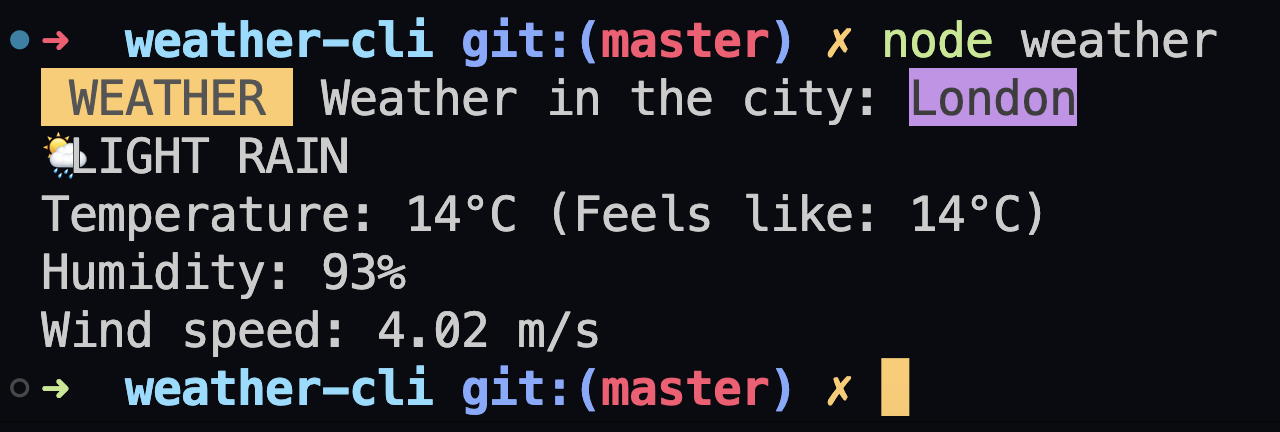 ➜ weather-cli git:(master) ✗ node weather
WEATHER Weather in the city: London
🌦LIGHT RAIN
Temperature: 14°C (Feels like: 14°C)
Humidity: 93%
Wind speed: 4.02 m/s
➜ weather-cli git:(master) ✗